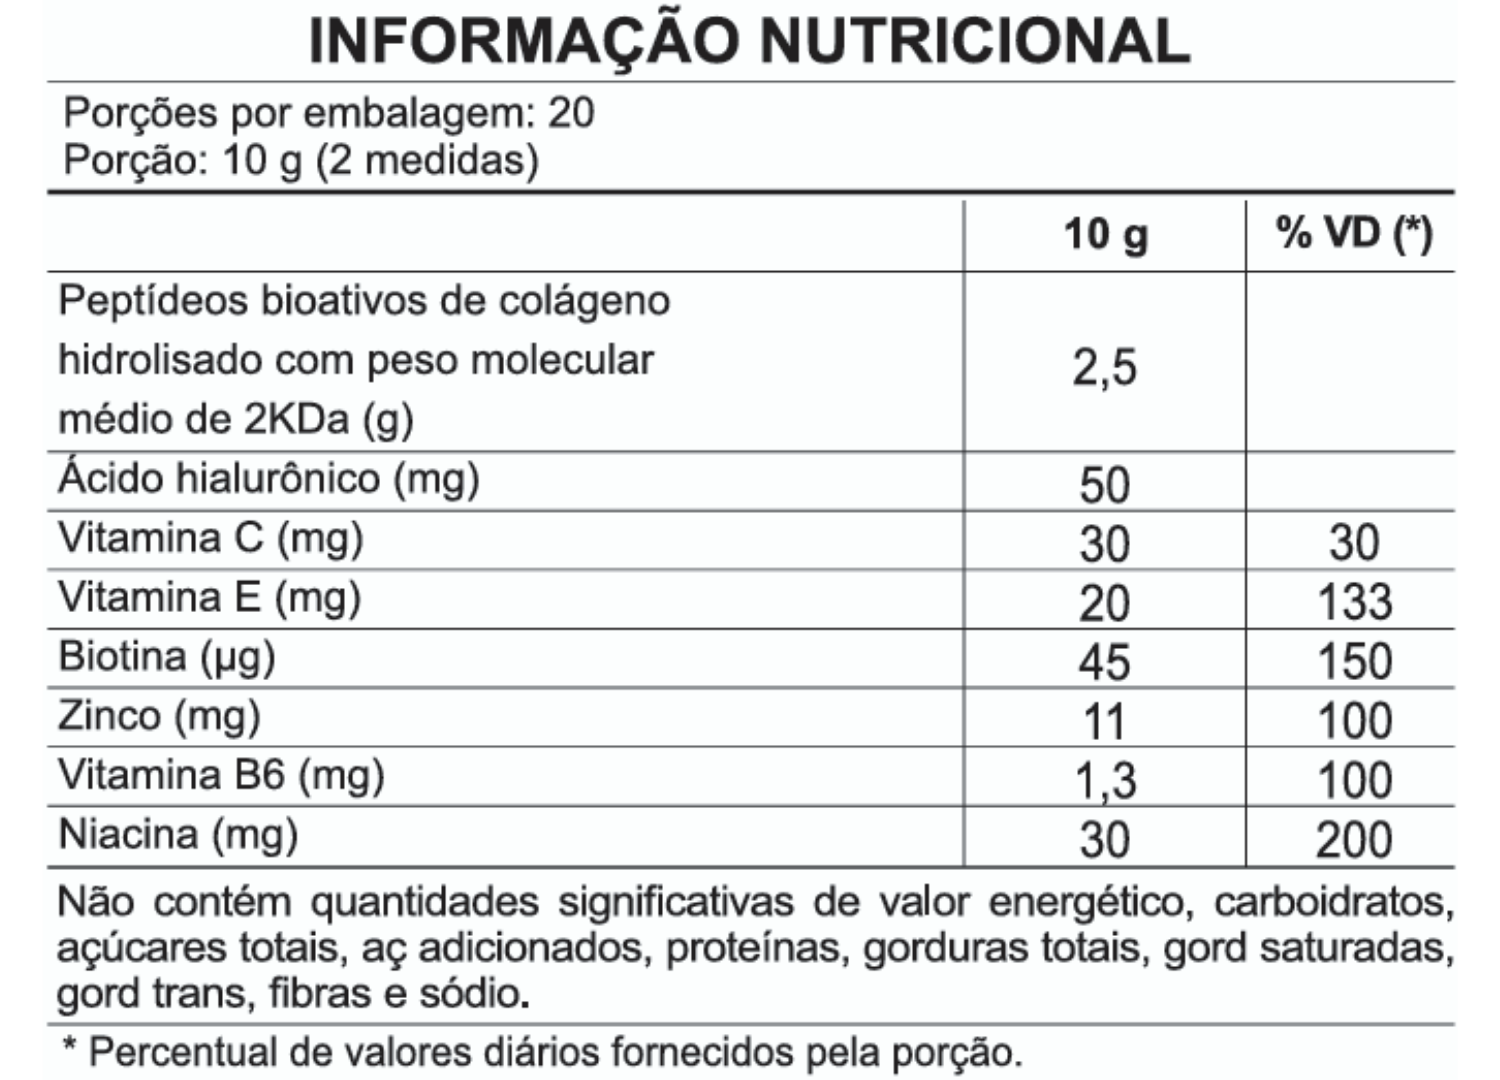 INFORMAÇÃO NUTRICIONAL
Porções por embalagem: 20
Porção: 10 g (2 medidas)
10 g % VD (*)
Peptídeos bioativos de colágeno
hidrolisado com peso molecular
médio de 2KDa (g) 2,5
Ácido hialurônico (mg) 50
Vitamina C (mg) 30 30
Vitamina E (mg) 20 133
Biotina (µg) 45 150
Zinco (mg) 11 100
Vitamina B6 (mg) 1,3 100
Niacina (mg) 30 200
Não contém quantidades significativas de valor energético, carboidratos,
açúcares totais, aç adicionados, proteínas, gorduras totais, gord saturadas,
gord trans, fibras e sódio.
* Percentual de valores diários fornecidos pela porção.